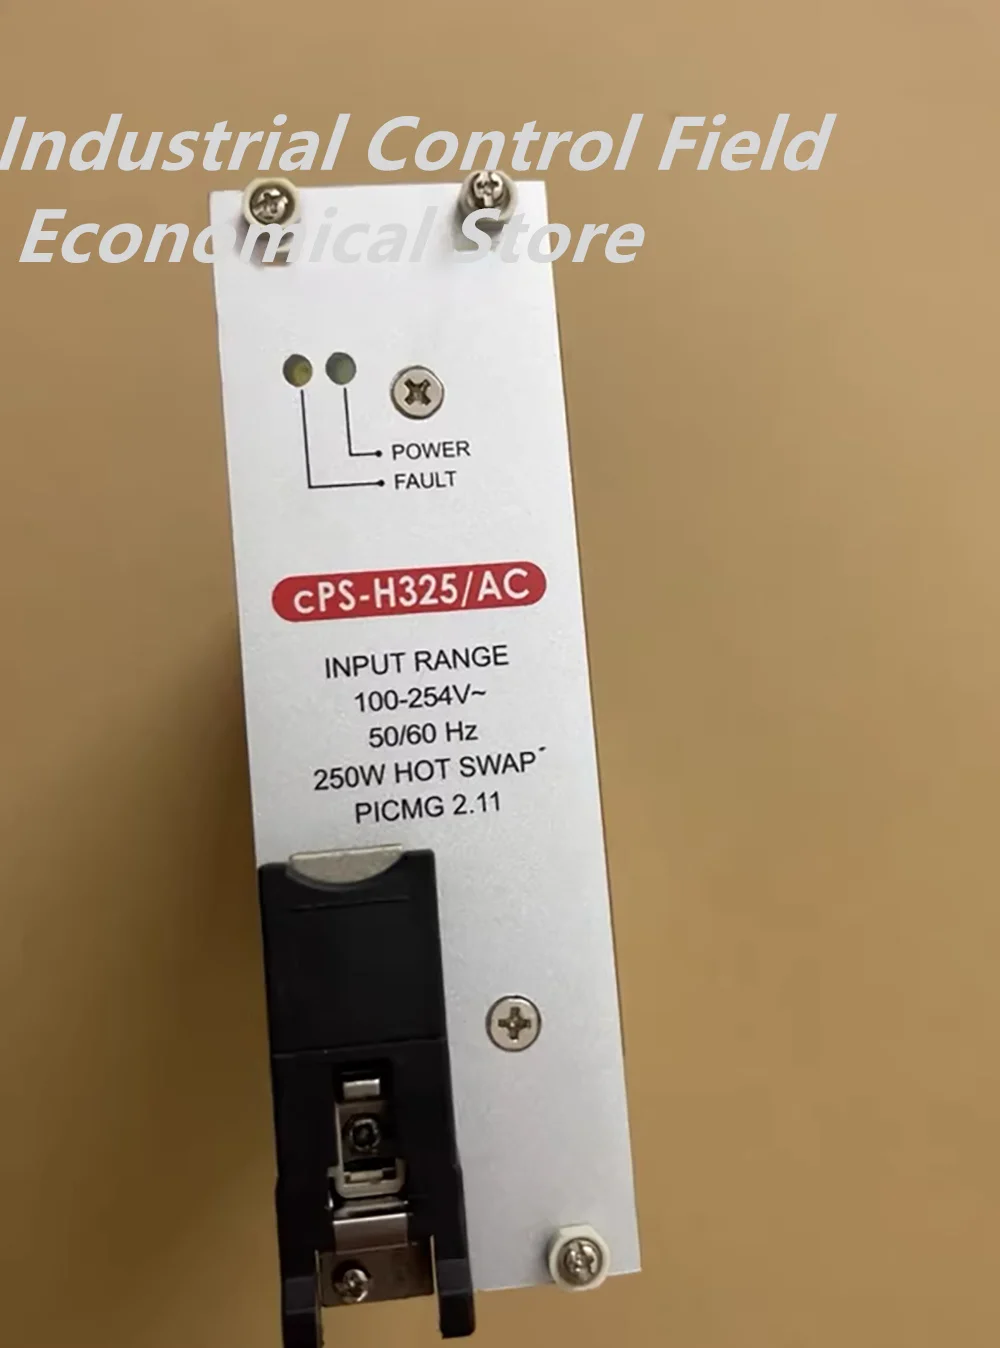 Industrial Control Field
Economical Store
POWER
FAULT
cPS-H325/AC
INPUT RANGE
100-254V~
50/60 Hz
250W HOT SWAP
PICMG 2.11